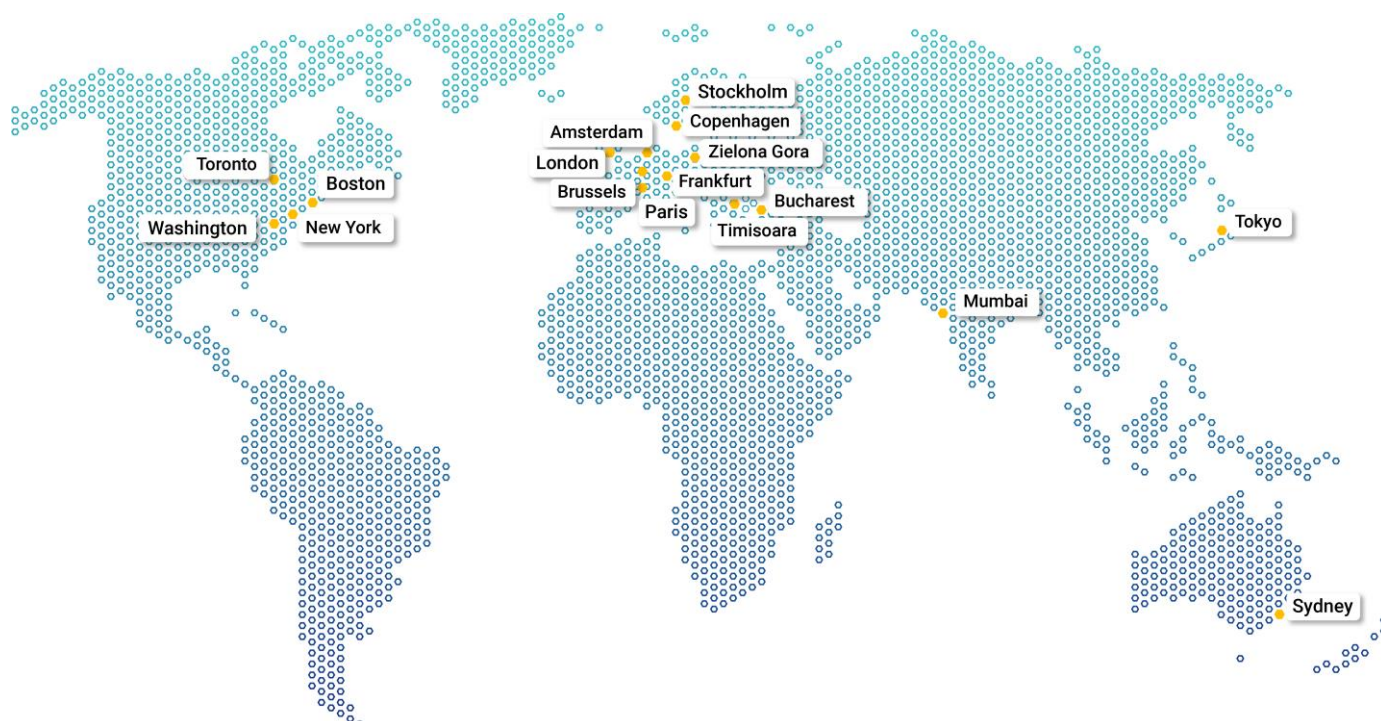 Stockholm
Copenhagen
Amsterdam
Zielona Gora
London
Toronto
Frankfurt
Boston
Brussels
Bucharest
Paris
Tokyo
Washington
New York
Timisoara
Mumbai
Sydney